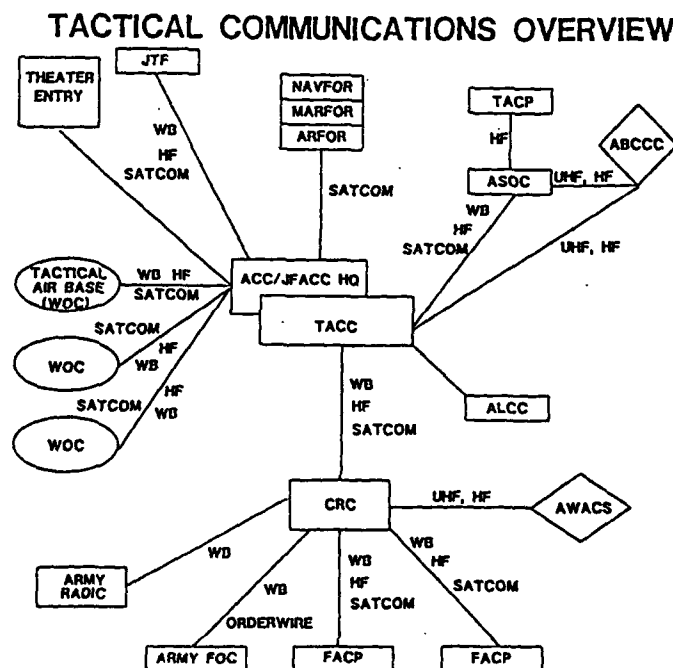 TACTICAL COMMUNICATIONS OVERVIEW
THEATER
ENTRY
JTF
WB
HF
SATCOM
NAVFOR
MARFOR
ARFOR
SATCOM
TACP
HF
ASOC
UHF, HF
ABCCC
WB
HF
SATCOM
UHF, HF
TACTICAL
AIR BASE
(WOC)
WB HF
SATCOM
ACC/JFACC HQ
TACC
SATCOM
HF
WB
WOC
SATCOM
HF
WB
WOC
WB
HF
SATCOM
ALCC
CRC
UHF, HF
AWACS
WB
ARMY
RADIC
WB
ORDERWIRE
ARMY FOC
WB
HF
SATCOM
FACP
WB
HF
SATCOM
FACP